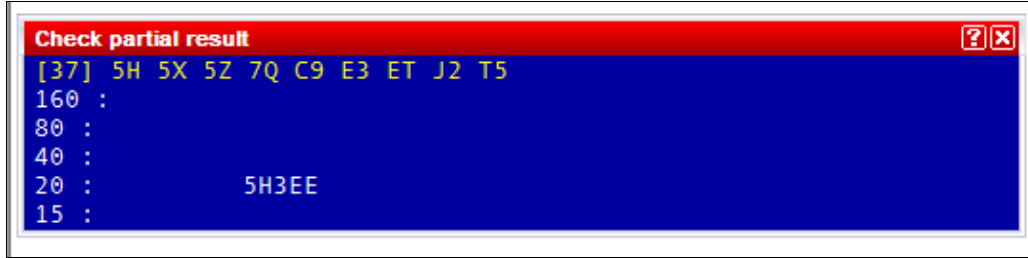 Check partial result
[37] 5H 5X 5Z 7Q C9 E3 ET J2 T5
160 :
80 :
40 :
20 : 5H3EE
15 :